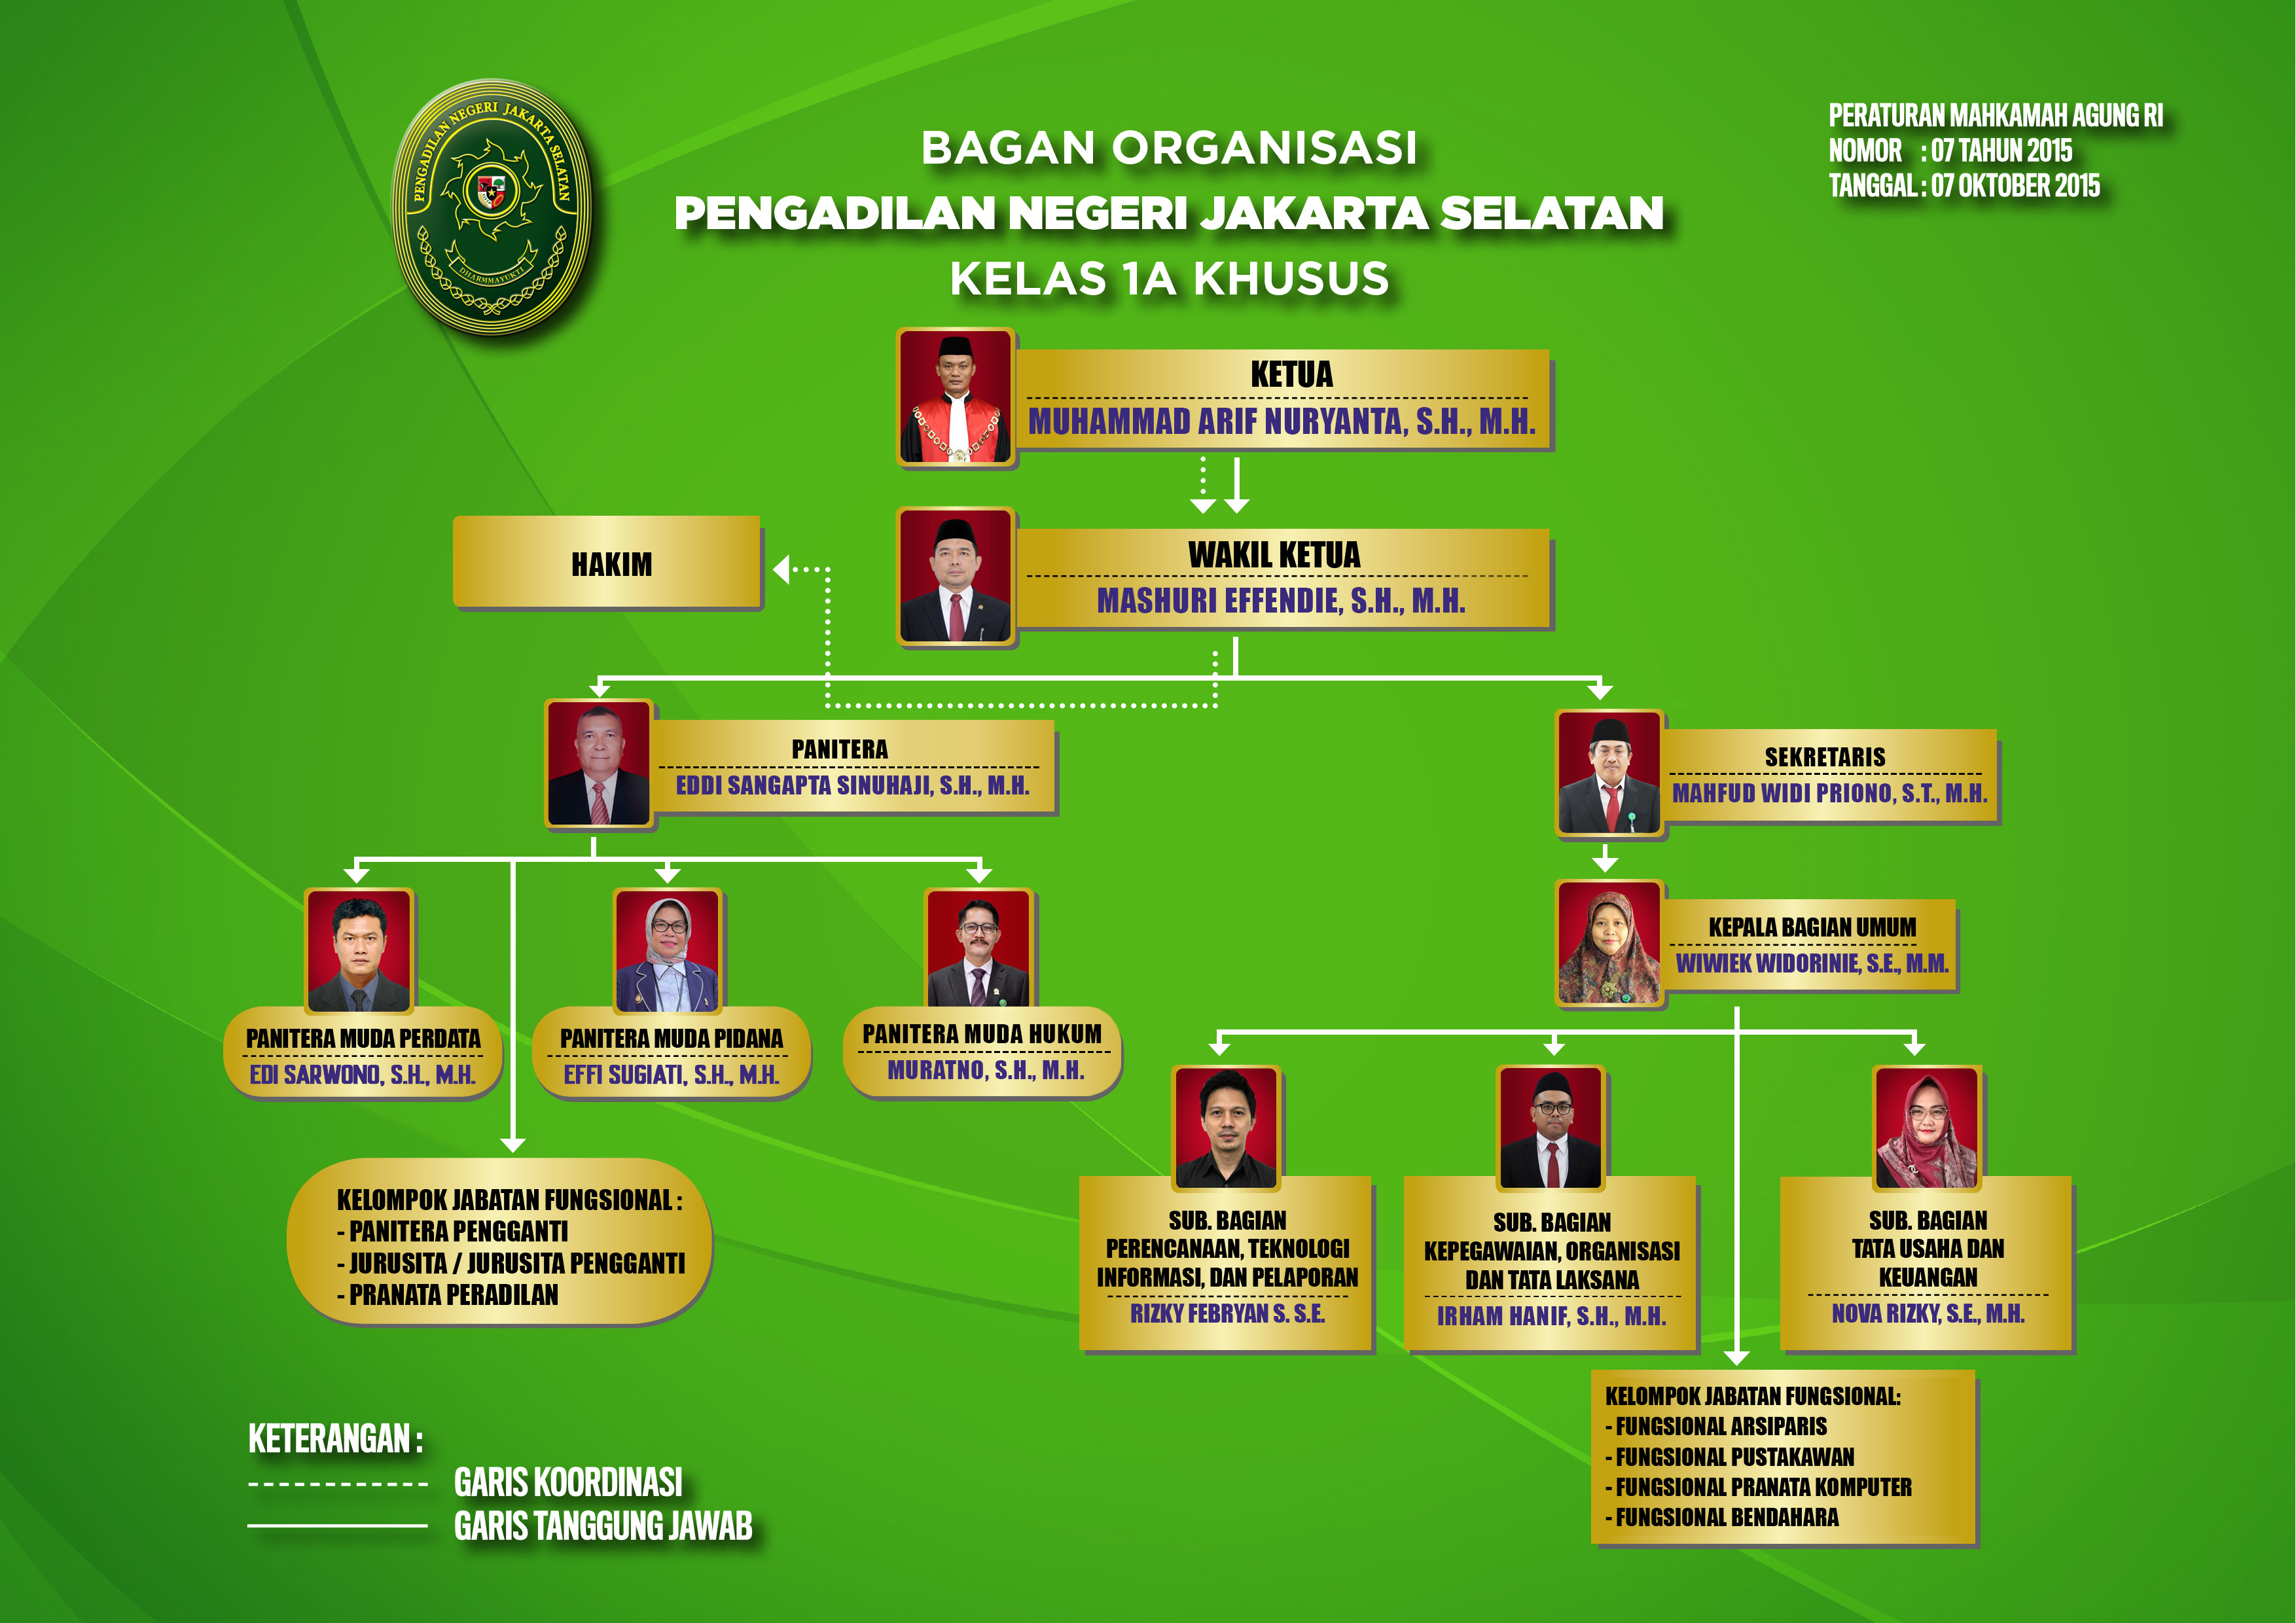 PENGADILAN NEGERI JAKARTA SELATAN
DHARMMAYUKTI
BAGAN ORGANISASI
PENGADILAN NEGERI JAKARTA SELATAN
KELAS 1A KHUSUS
PERATURAN MAHKAMAH AGUNG RI
NOMOR : 07 TAHUN 2015
TANGGAL : 07 OKTOBER 2015
KETUA
MUHAMMAD ARIF NURYANTA, S.H., M.H.
HAKIM
WAKIL KETUA
MASHURI EFFENDIE, S.H., M.H.
PANITERA
EDDI SANGAPTA SINUHAJI, S.H., M.H.
SEKRETARIS
MAHFUD WIDI PRIONO, S.T., M.H.
KEPALA BAGIAN UMUM
WIWIEK WIDORINIE, S.E., M.M.
PANITERA MUDA PERDATA
EDI SARWONO, S.H., M.H.
PANITERA MUDA PIDANA
EFFI SUGIATI, S.H., M.H.
PANITERA MUDA HUKUM
MURATNO, S.H., M.H.
KELOMPOK JABATAN FUNGSIONAL :
- PANITERA PENGGANTI
- JURUSITA / JURUSITA PENGGANTI
- PRANATA PERADILAN
SUB. BAGIAN
PERENCANAAN, TEKNOLOGI
INFORMASI, DAN PELAPORAN
RIZKY FEBRYAN S. S.E.
SUB. BAGIAN
KEPEGAWAIAN, ORGANISASI
DAN TATA LAKSANA
IRHAM HANIF, S.H., M.H.
SUB. BAGIAN
TATA USAHA DAN
KEUANGAN
NOVA RIZKY, S.E., M.H.
KELOMPOK JABATAN FUNGSIONAL:
- FUNGSIONAL ARSIPARIS
- FUNGSIONAL PUSTAKAWAN
- FUNGSIONAL PRANATA KOMPUTER
- FUNGSIONAL BENDAHARA
KETERANGAN :
GARIS KOORDINASI
GARIS TANGGUNG JAWAB